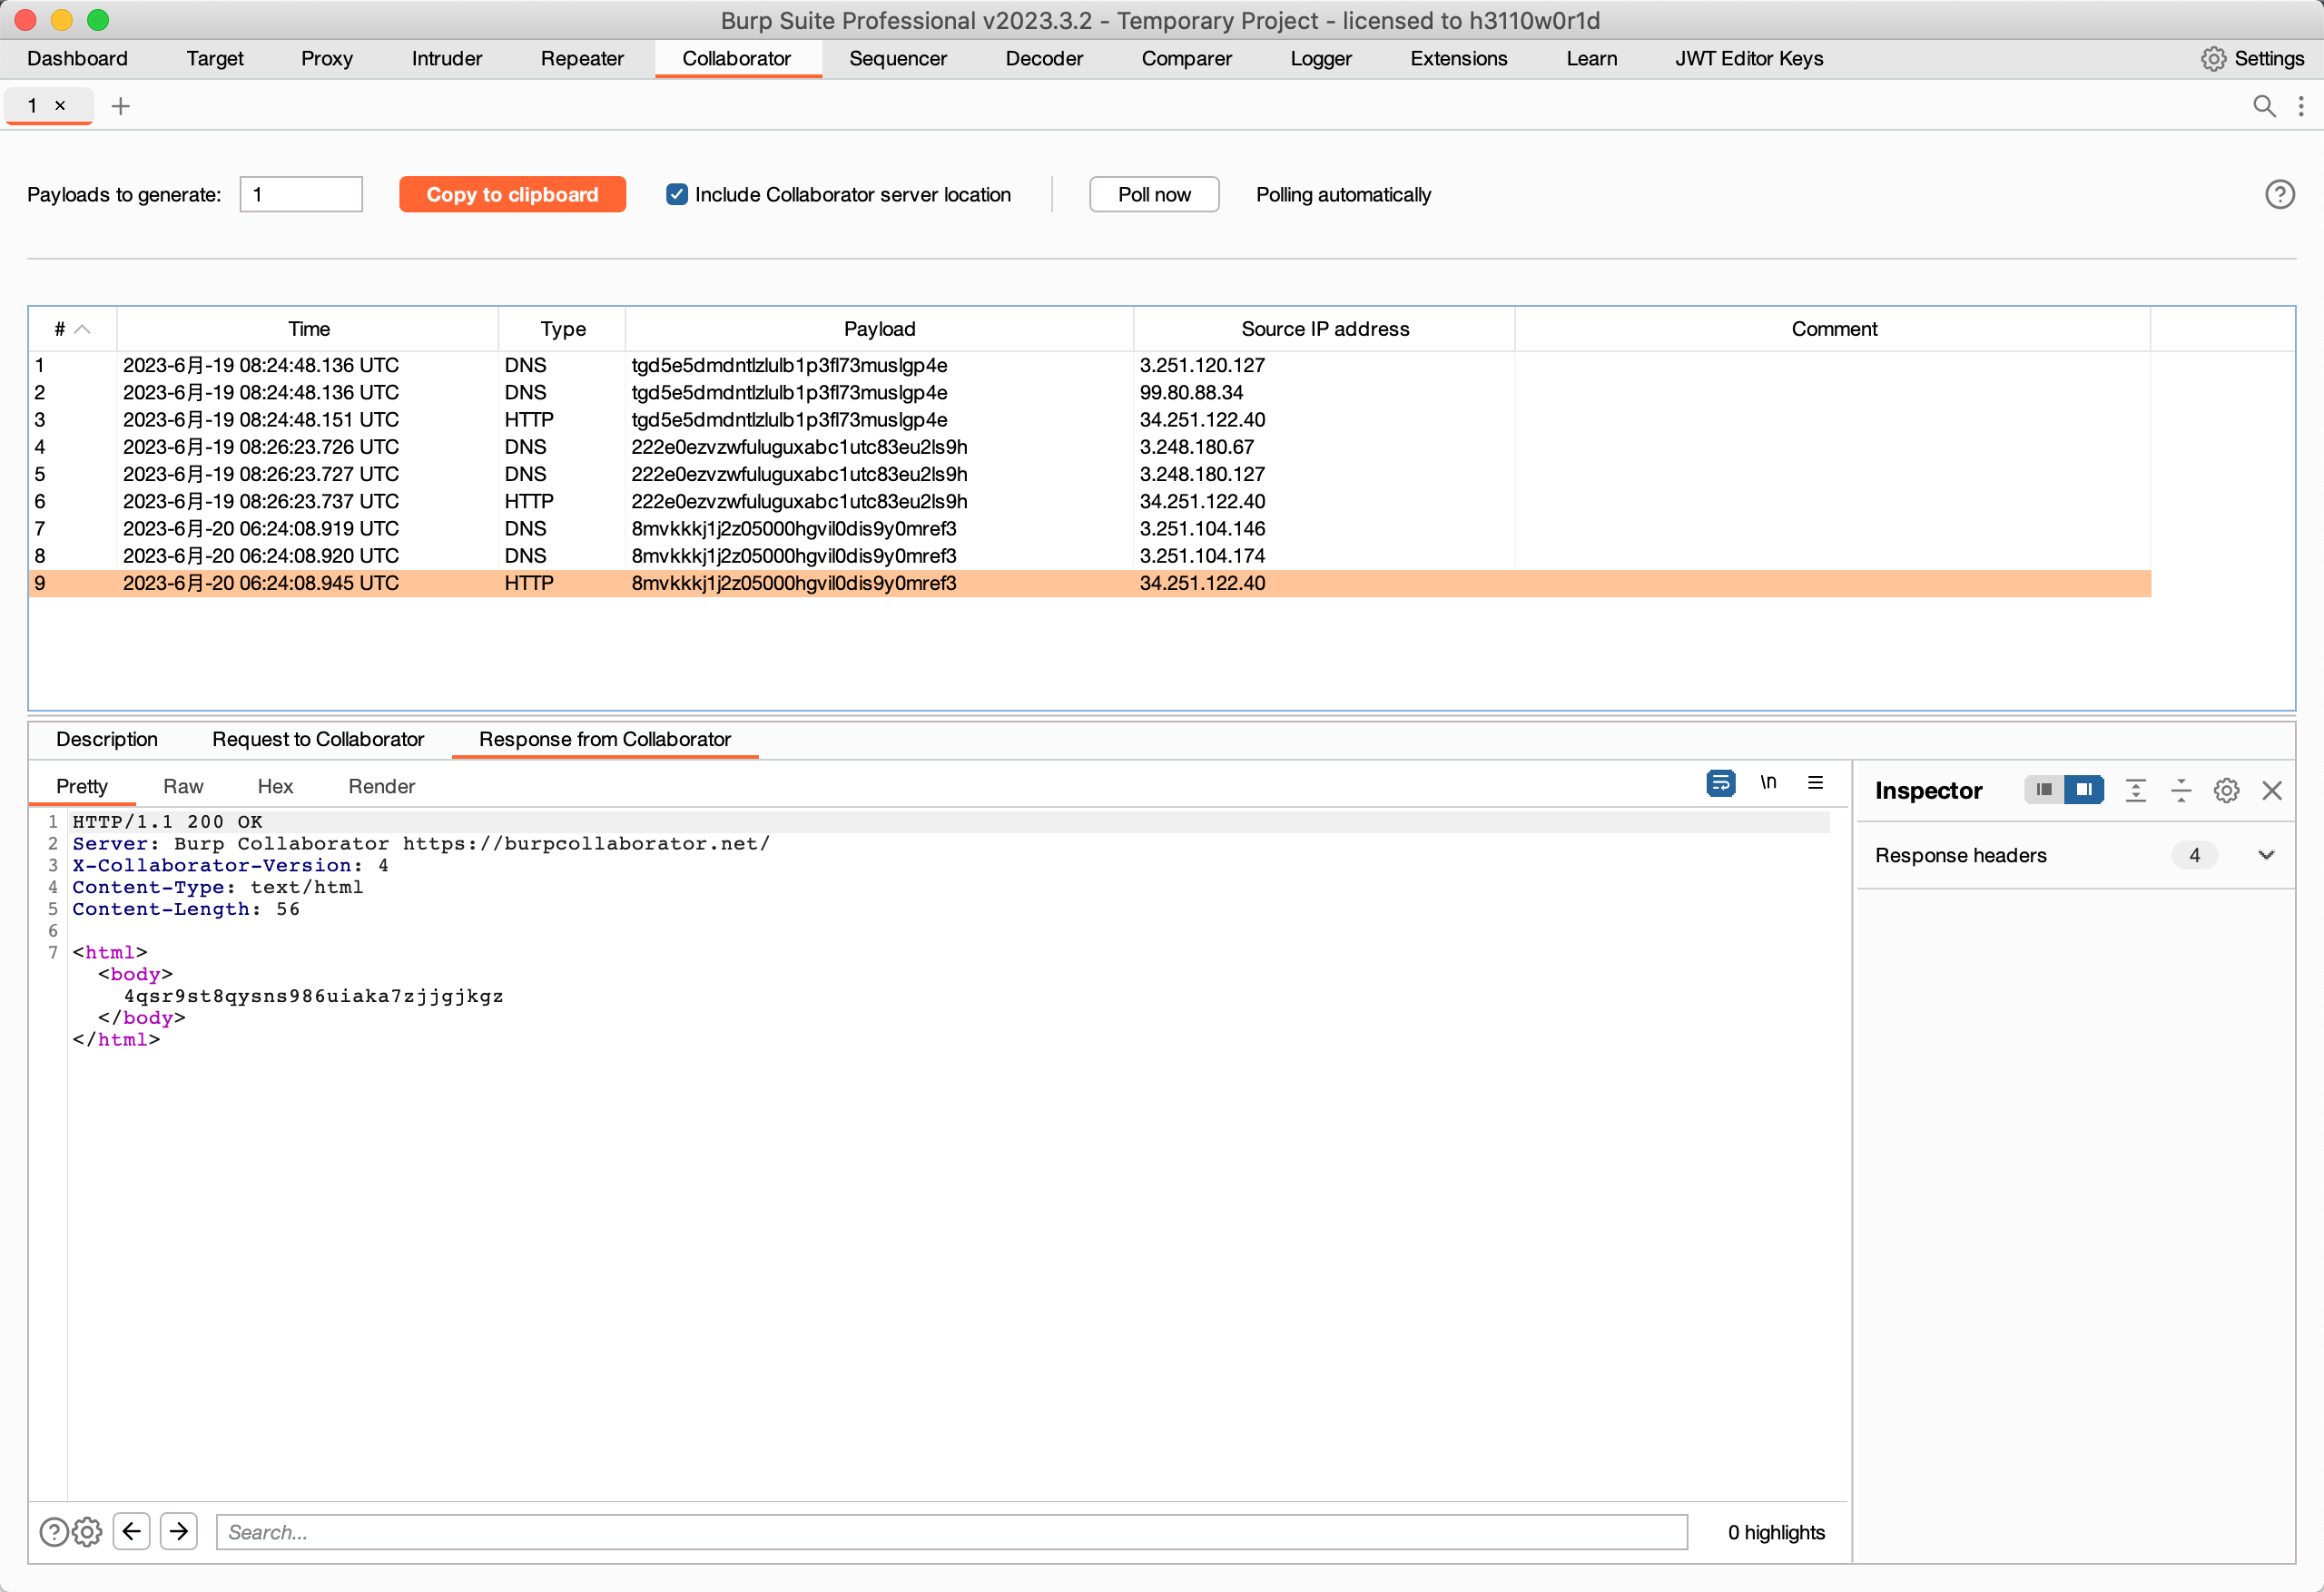 Burp Suite Professional v2023.3.2 - Temporary Project - licensed to h3110w0r1d
Dashboard Target Proxy Intruder Repeater Collaborator Sequencer Decoder Comparer Logger Extensions Learn JWT Editor Keys Settings
1 × +
Payloads to generate: 1 Copy to clipboard Include Collaborator server location Poll now Polling automatically ?
# Time Type Payload Source IP address Comment
1 2023-6月-19 08:24:48.136 UTC DNS tgd5e5dmdntlzlulb1p3fl73muslgp4e 3.251.120.127
2 2023-6月-19 08:24:48.136 UTC DNS tgd5e5dmdntlzlulb1p3fl73muslgp4e 99.80.88.34
3 2023-6月-19 08:24:48.151 UTC HTTP tgd5e5dmdntlzlulb1p3fl73muslgp4e 34.251.122.40
4 2023-6月-19 08:26:23.726 UTC DNS 222e0ezvzwfuluguxabc1utc83eu2ls9h 3.248.180.67
5 2023-6月-19 08:26:23.727 UTC DNS 222e0ezvzwfuluguxabc1utc83eu2ls9h 3.248.180.127
6 2023-6月-19 08:26:23.737 UTC HTTP 222e0ezvzwfuluguxabc1utc83eu2ls9h 34.251.122.40
7 2023-6月-20 06:24:08.919 UTC DNS 8mvkkkj1j2z05000hgvil0dis9y0mref3 3.251.104.146
8 2023-6月-20 06:24:08.920 UTC DNS 8mvkkkj1j2z05000hgvil0dis9y0mref3 3.251.104.174
9 2023-6月-20 06:24:08.945 UTC HTTP 8mvkkkj1j2z05000hgvil0dis9y0mref3 34.251.122.40
Description Request to Collaborator Response from Collaborator
Pretty Raw Hex Render \n
Inspector
Response headers 4
1 HTTP/1.1 200 OK
2 Server: Burp Collaborator https://burpcollaborator.net/
3 X-Collaborator-Version: 4
4 Content-Type: text/html
5 Content-Length: 56
6
7 <html>
<body>
4qsr9st8qysns986uiaka7zjjgjkgz
</body>
</html>
? Search... 0 highlights